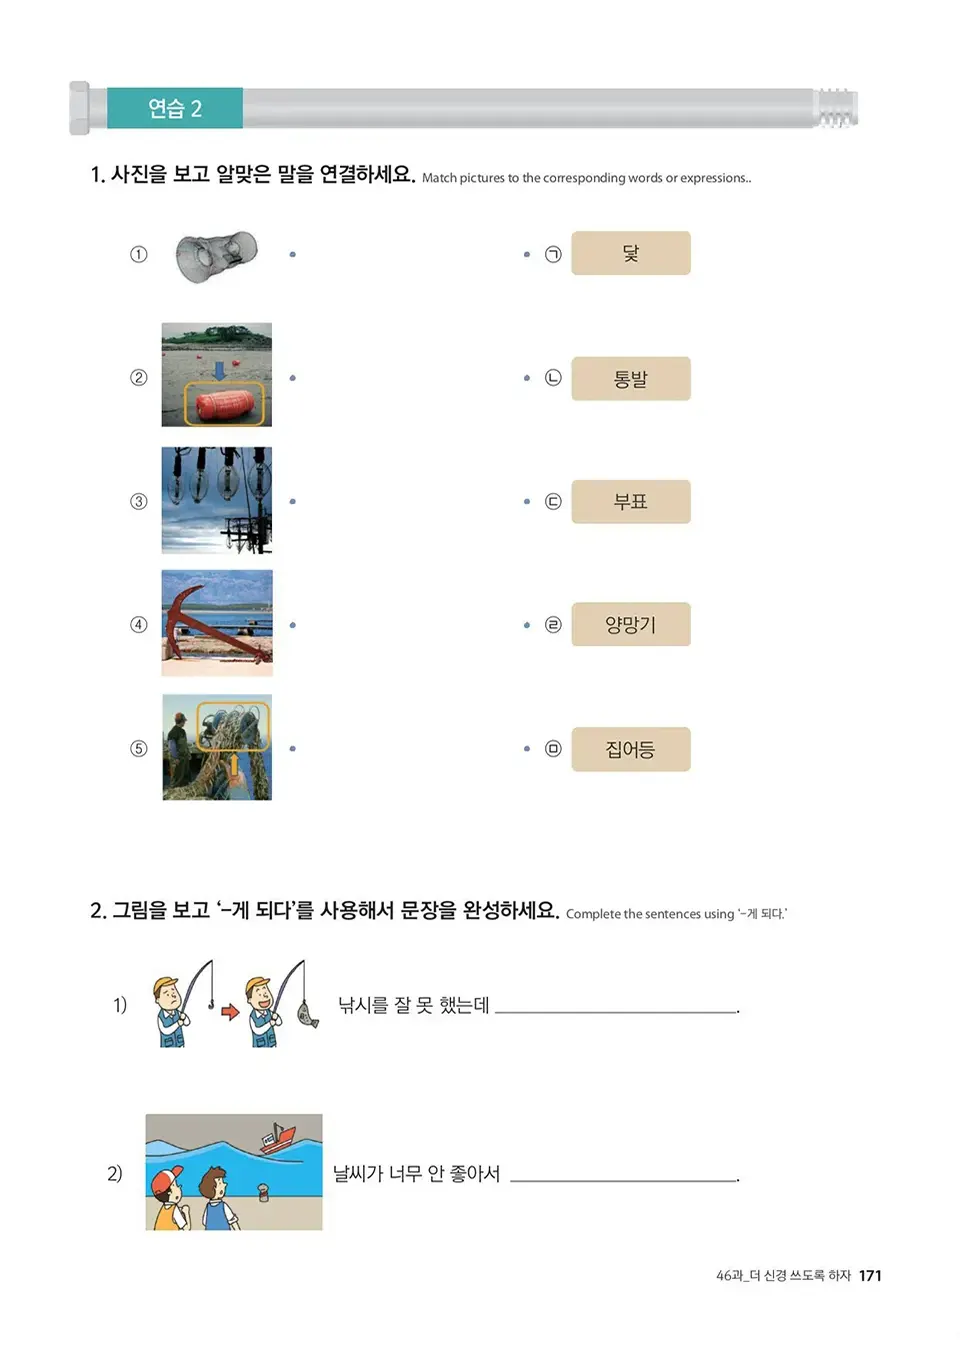 연습 2
1. 사진을 보고 알맞은 말을 연결하세요. Match pictures to the corresponding words or expressions..
① ㉠ 닻
② ㉡ 통발
③ ㉢ 부표
④ ㉣ 양망기
⑤ ㉤ 집어등
2. 그림을 보고 ‘-게 되다’를 사용해서 문장을 완성하세요. Complete the sentences using ‘-게 되다.’
1) 낚시를 잘 못 했는데 ________________________.
2) 날씨가 너무 안 좋아서 ________________________.
46과_더 신경 쓰도록 하자 171